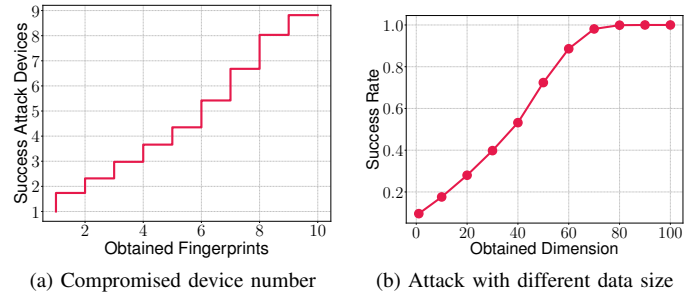 9
8
7
6
5
4
3
2
1
Success Attack Devices
2 4 6 8 10
Obtained Fingerprints
(a) Compromised device number
1.0
0.8
0.6
0.4
0.2
Success Rate
0 20 40 60 80 100
Obtained Dimension
(b) Attack with different data size